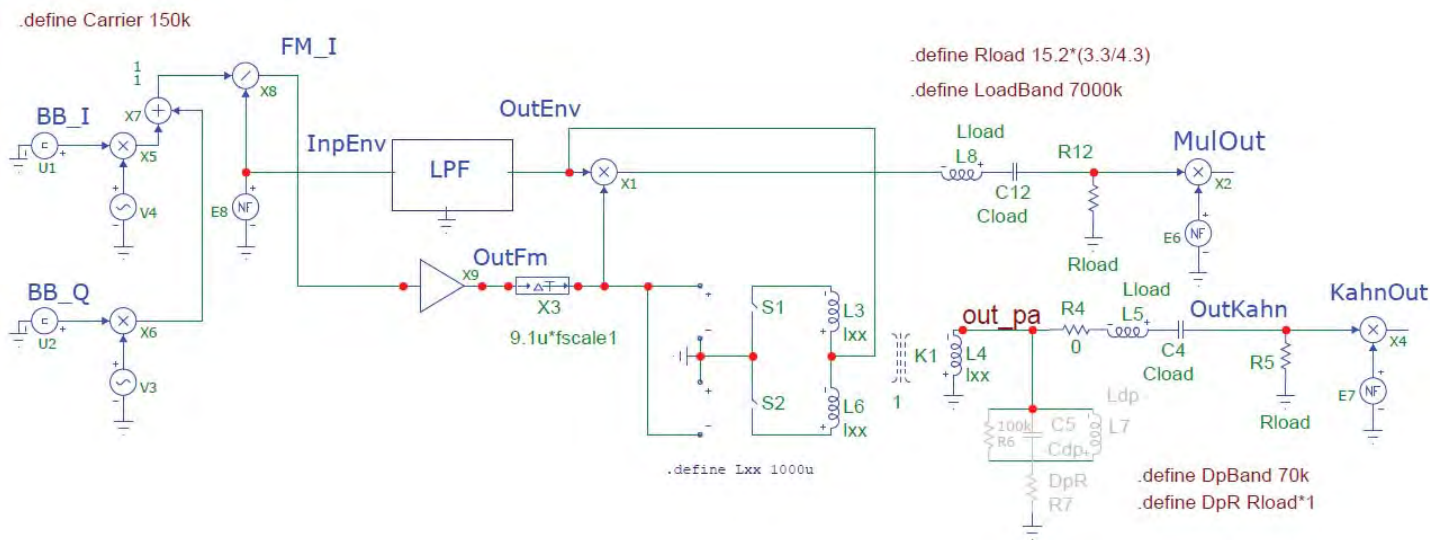 .define Carrier 150k
FM_I
1
1
X8
X7
+
BB_I
U1
X5
V4
E8
NF
InpEnv
LPF
OutEnv
X1
.define Rload 15.2*(3.3/4.3)
.define LoadBand 7000k
Lload
L8
C12
Cload
R12
Rload
MulOut
X2
E6
NF
BB_Q
U2
X6
V3
OutFm
X9
ΔT
X3
9.1u*fscale1
S1
S2
L3
lxx
L6
lxx
K1
1
.define Lxx 1000u
out_pa
L4
lxx
R4
0
Lload
L5
C4
Cload
OutKahn
R5
Rload
KahnOut
X4
E7
NF
100k
R6
C5
Cdp
Ldp
L7
DpR
R7
.define DpBand 70k
.define DpR Rload*1